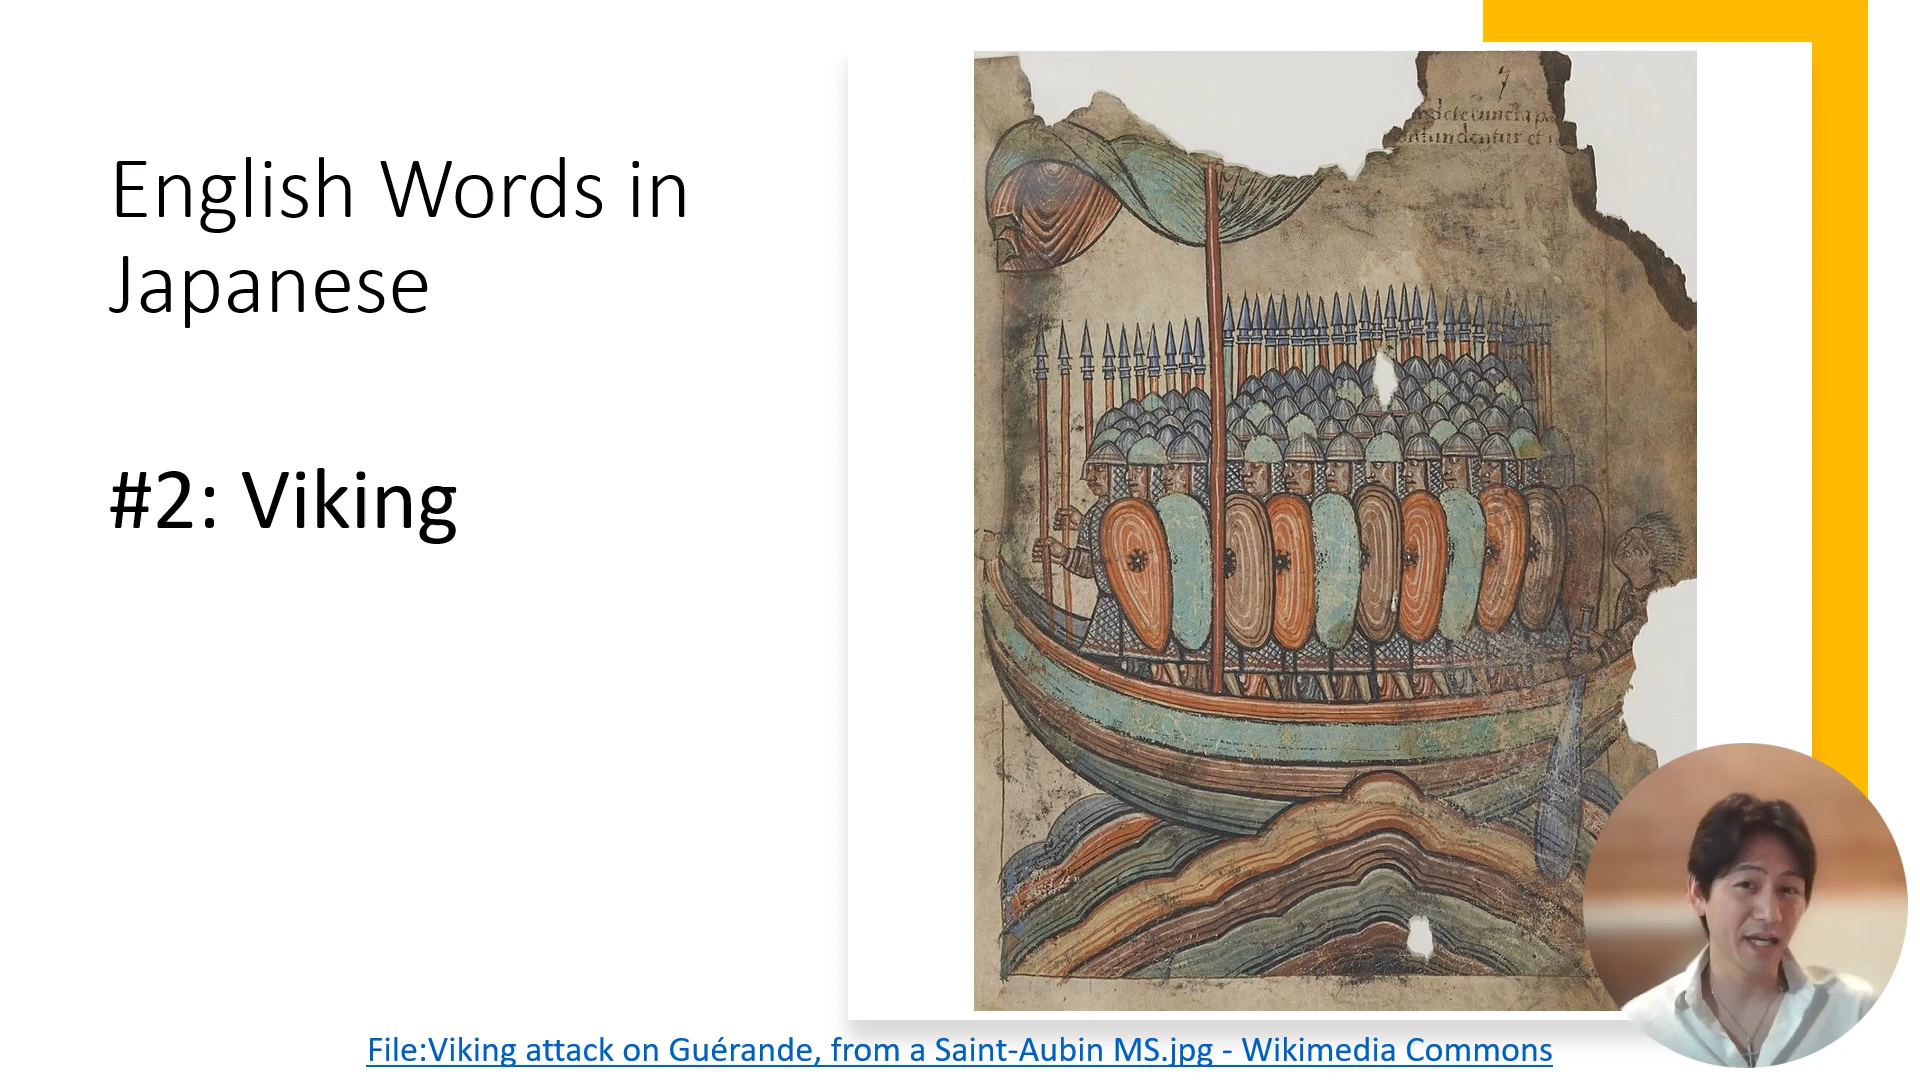 English Words in
Japanese
#2: Viking
File:Viking attack on Guérande, from a Saint-Aubin MS.jpg - Wikimedia Commons